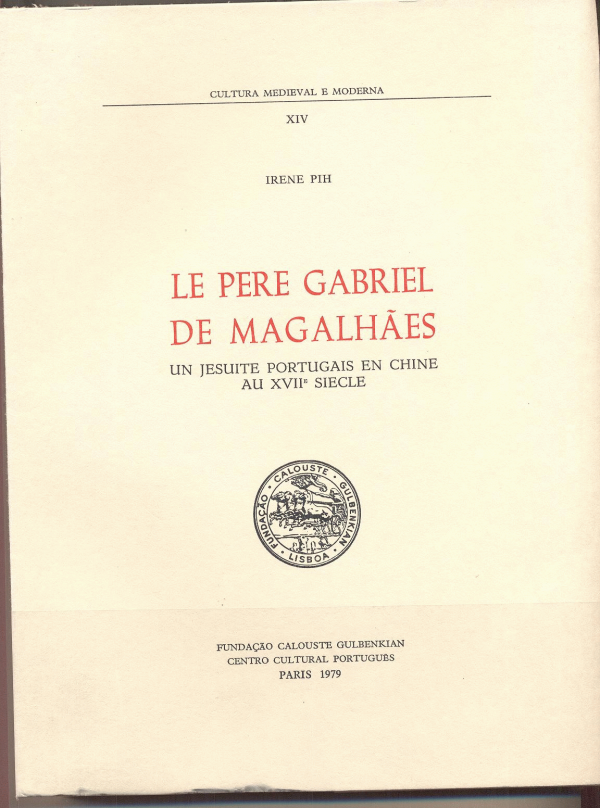 CULTURA MEDIEVAL E MODERNA
XIV
IRENE PIH
LE PERE GABRIEL
DE MAGALHÃES
UN JESUITE PORTUGAIS EN CHINE
AU XVIIe SIECLE
FUNDAÇÃO · CALOUSTE · GULBENKIAN · LISBOA ·
FUNDAÇÃO CALOUSTE GULBENKIAN
CENTRO CULTURAL PORTUGUÊS
PARIS 1979